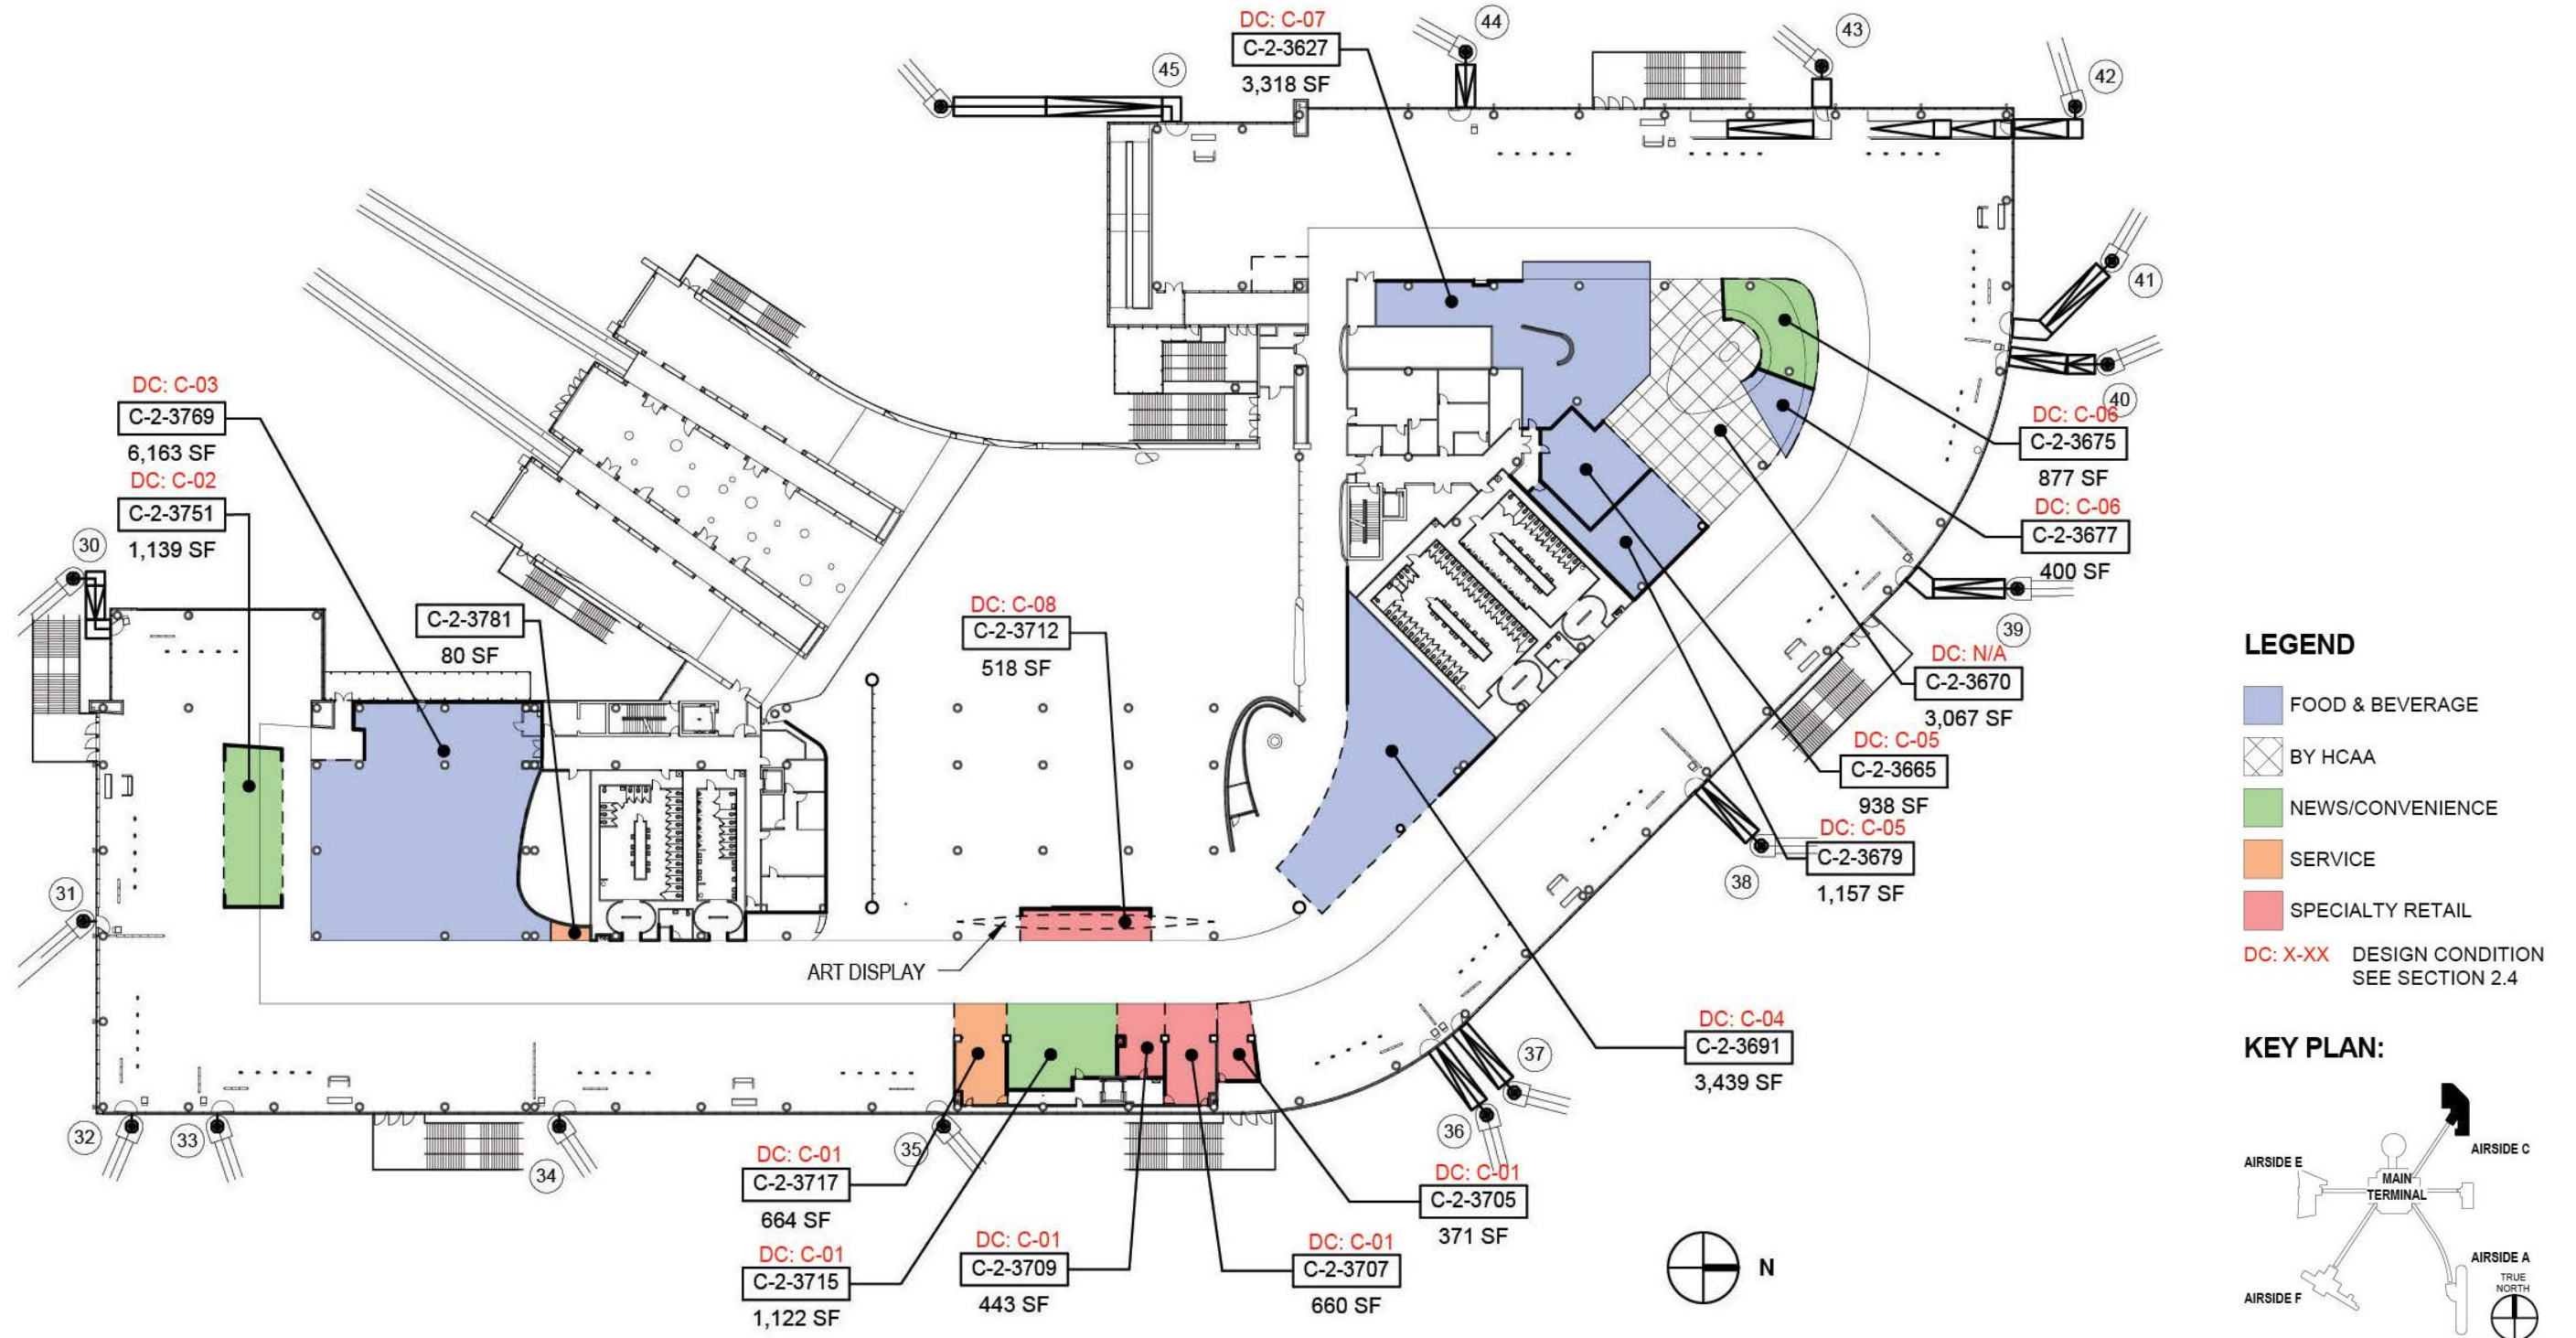 DC: C-07
C-2-3627
3,318 SF
45
44
43
42
41
40
DC: C-03
C-2-3769
6,163 SF
DC: C-02
C-2-3751
1,139 SF
30
C-2-3781
80 SF
DC: C-08
C-2-3712
518 SF
DC: C-06
C-2-3675
877 SF
DC: C-06
C-2-3677
400 SF
39
DC: N/A
C-2-3670
3,067 SF
DC: C-05
C-2-3665
938 SF
DC: C-05
C-2-3679
1,157 SF
38
31
ART DISPLAY
DC: C-04
C-2-3691
3,439 SF
37
36
32
33
34
35
DC: C-01
C-2-3717
664 SF
DC: C-01
C-2-3715
1,122 SF
DC: C-01
C-2-3709
443 SF
DC: C-01
C-2-3707
660 SF
DC: C-01
C-2-3705
371 SF
N
LEGEND
FOOD & BEVERAGE
BY HCAA
NEWS/CONVENIENCE
SERVICE
SPECIALTY RETAIL
DC: X-XX DESIGN CONDITION
SEE SECTION 2.4
KEY PLAN:
AIRSIDE C
AIRSIDE E
MAIN
TERMINAL
AIRSIDE A
AIRSIDE F
TRUE
NORTH